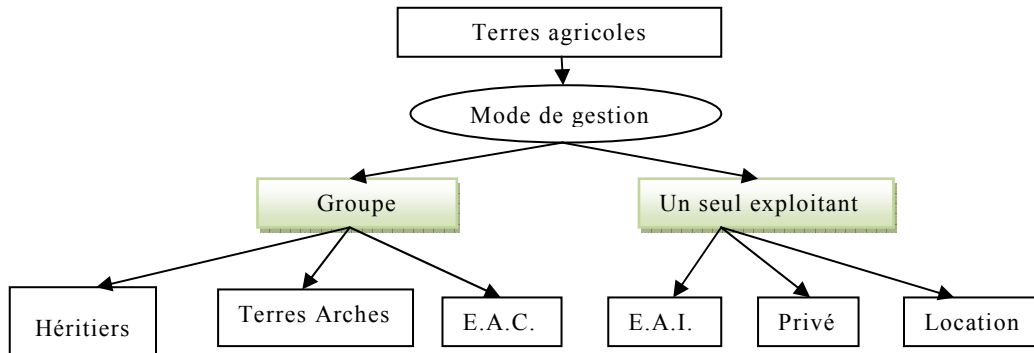 Terres agricoles
Mode de gestion
Groupe
Un seul exploitant
Héritiers
Terres Arches
E.A.C.
E.A.I.
Privé
Location